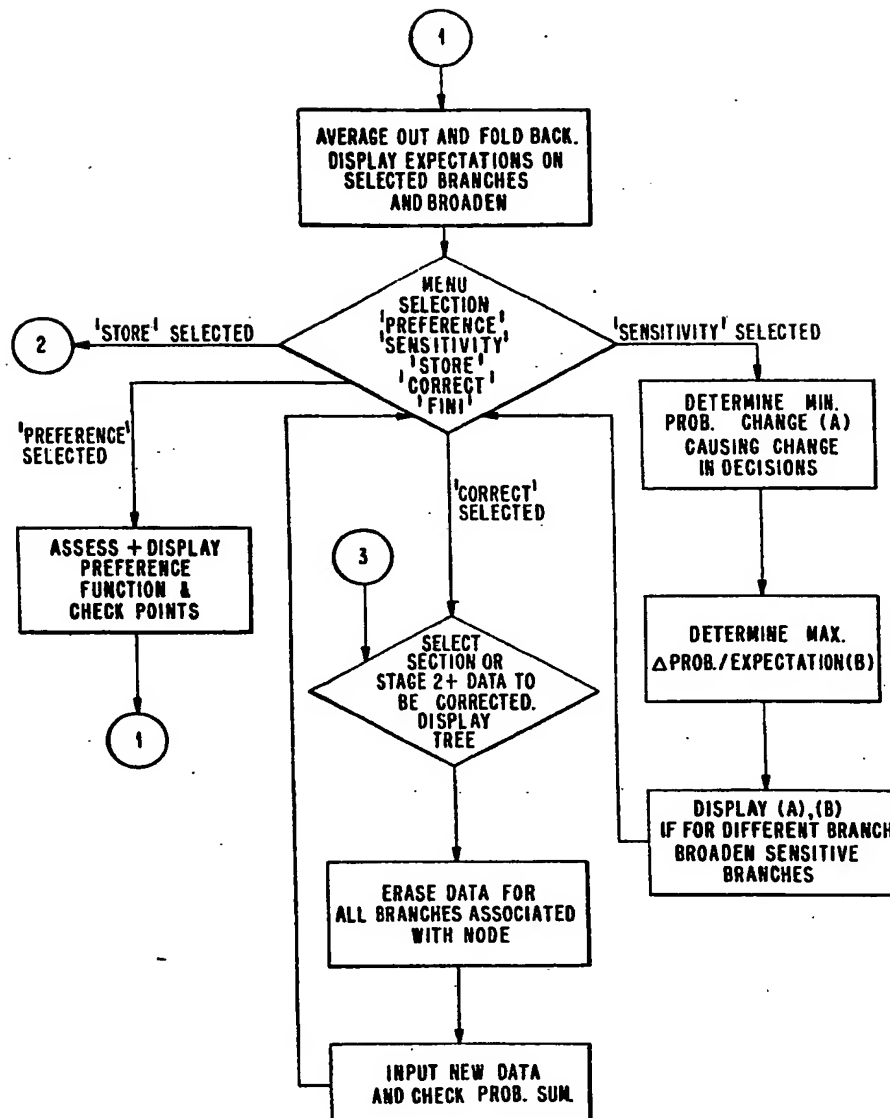 1
AVERAGE OUT AND FOLD BACK.
DISPLAY EXPECTATIONS ON
SELECTED BRANCHES
AND BROADEN
MENU
SELECTION
'PREFERENCE'
'SENSITIVITY'
'STORE'
'CORRECT'
'FINI'
'STORE' SELECTED
2
'SENSITIVITY' SELECTED
'PREFERENCE'
SELECTED
DETERMINE MIN.
PROB. CHANGE (A)
CAUSING CHANGE
IN DECISIONS
'CORRECT'
SELECTED
ASSESS + DISPLAY
PREFERENCE
FUNCTION &
CHECK POINTS
3
1
SELECT
SECTION OR
STAGE 2+ DATA TO
BE CORRECTED.
DISPLAY
TREE
DETERMINE MAX.
ΔPROB./EXPECTATION(B)
DISPLAY (A),(B)
IF FOR DIFFERENT BRANCH
BROADEN SENSITIVE
BRANCHES
ERASE DATA FOR
ALL BRANCHES ASSOCIATED
WITH NODE
INPUT NEW DATA
AND CHECK PROB. SUM.